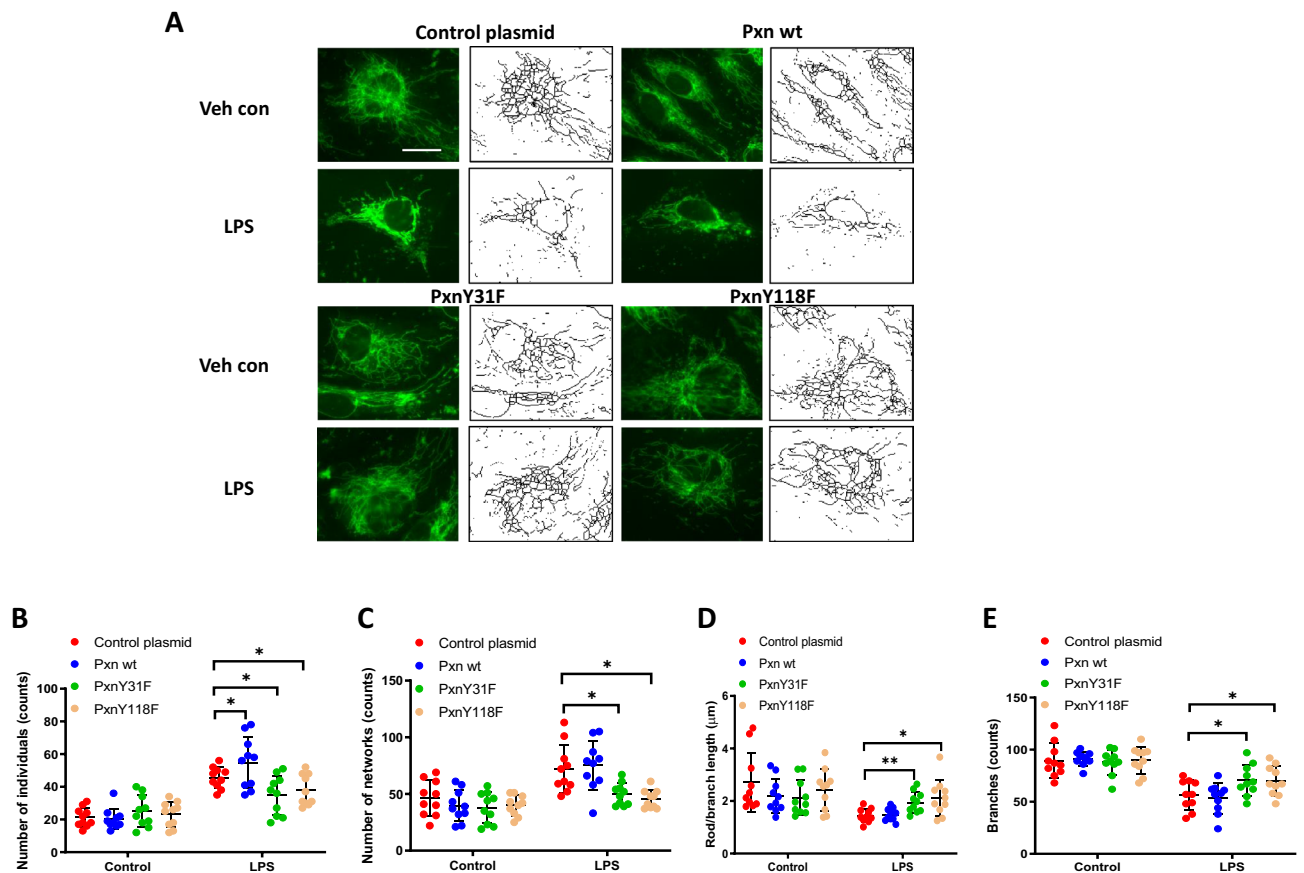 A
Control plasmid
Pxn wt
Veh con
LPS
PxnY31F
PxnY118F
Veh con
LPS
B
Control plasmid
Pxn wt
PxnY31F
PxnY118F
Number of individuals (counts)
100
80
60
40
20
0
*
*
*
Control
LPS
C
Control plasmid
Pxn wt
PxnY31F
PxnY118F
Number of networks (counts)
150
100
50
0
*
*
Control
LPS
D
Control plasmid
Pxn wt
PxnY31F
PxnY118F
Rod/branch length (μm)
6
4
2
0
*
**
Control
LPS
E
Control plasmid
Pxn wt
PxnY31F
PxnY118F
Branches (counts)
150
100
50
0
*
*
Control
LPS